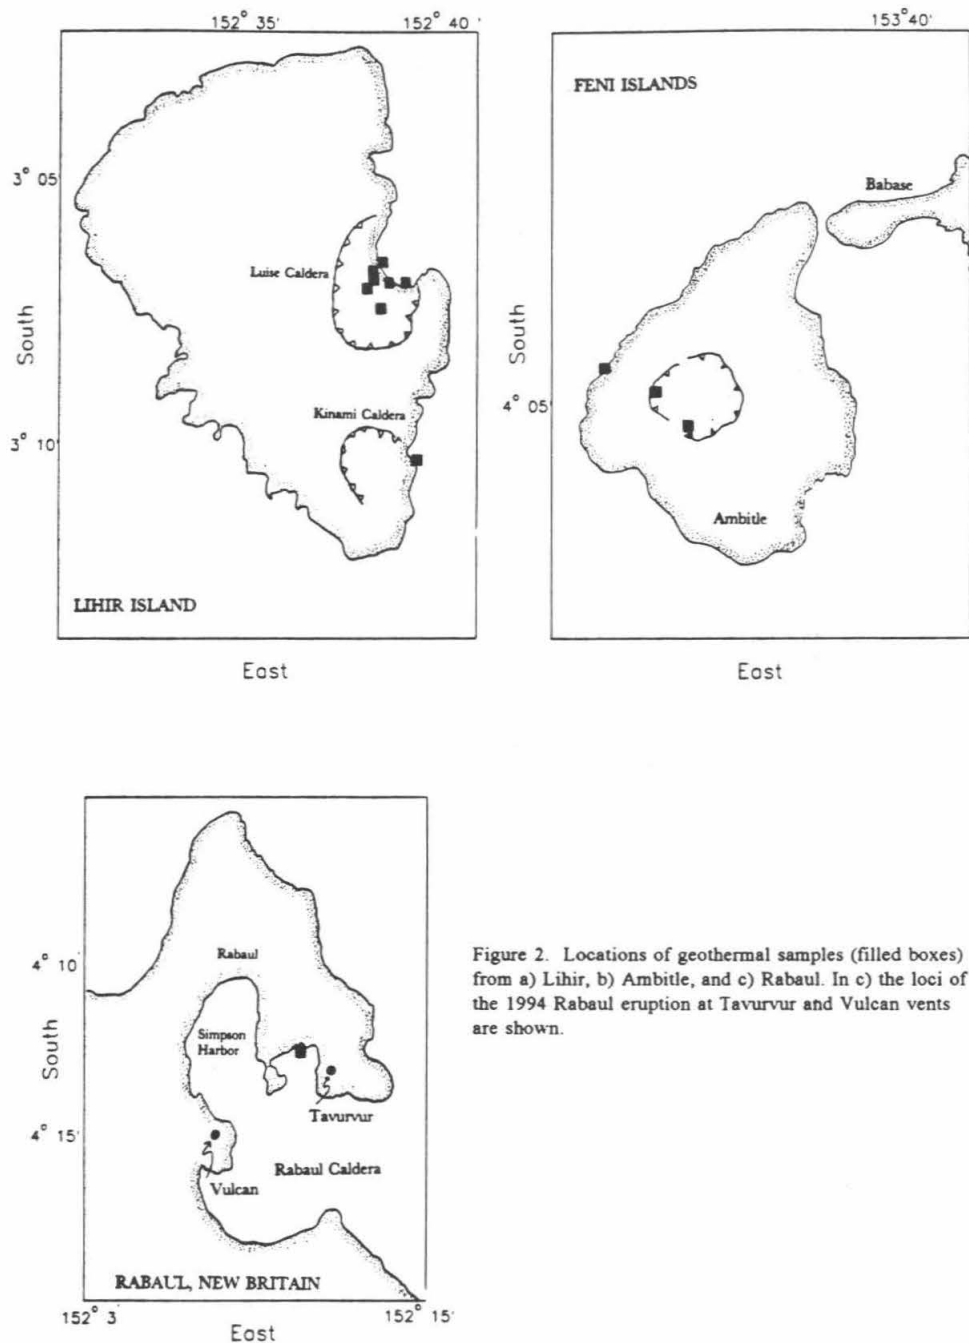 152° 35' 152° 40'
3° 05'
Luise Caldera
South
Kinami Caldera
3° 10'
LIHIR ISLAND
East
153°40'
FENI ISLANDS
Babase
South
4° 05'
Ambitle
East
4° 10'
Rabaul
Simpson
Harbor
South
Tavurvur
4° 15'
Rabaul Caldera
Vulcan
RABAUL, NEW BRITAIN
152° 3' 152° 15'
East
Figure 2. Locations of geothermal samples (filled boxes)
from a) Lihir, b) Ambitle, and c) Rabaul. In c) the loci of
the 1994 Rabaul eruption at Tavurvur and Vulcan vents
are shown.